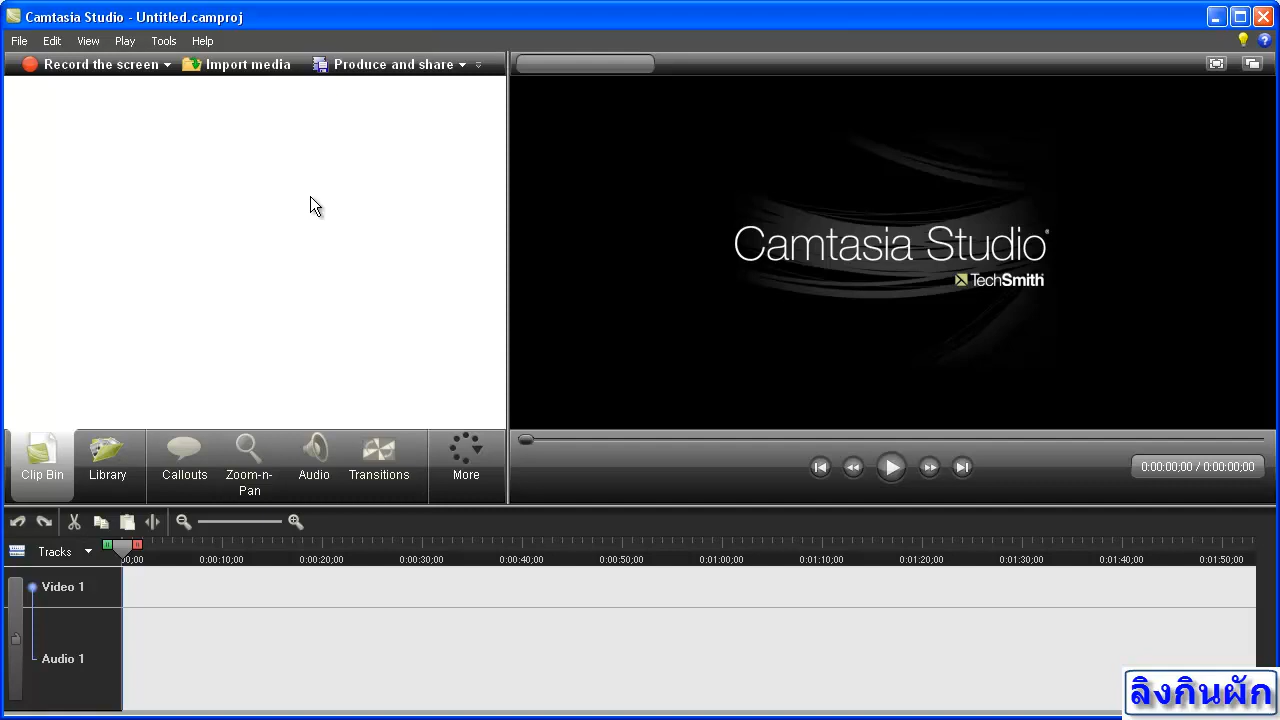 Camtasia Studio - Untitled.camproj
File Edit View Play Tools Help
Record the screen Import media Produce and share
Camtasia Studio®
TechSmith
Clip Bin Library Callouts Zoom-n-Pan Audio Transitions More
0:00:00;00 / 0:00:00;00
Tracks
00;00 0:00:10;00 0:00:20;00 0:00:30;00 0:00:40;00 0:00:50;00 0:01:00;00 0:01:10;00 0:01:20;00 0:01:30;00 0:01:40;00 0:01:50;00
Video 1
Audio 1
ลิงกินผัก